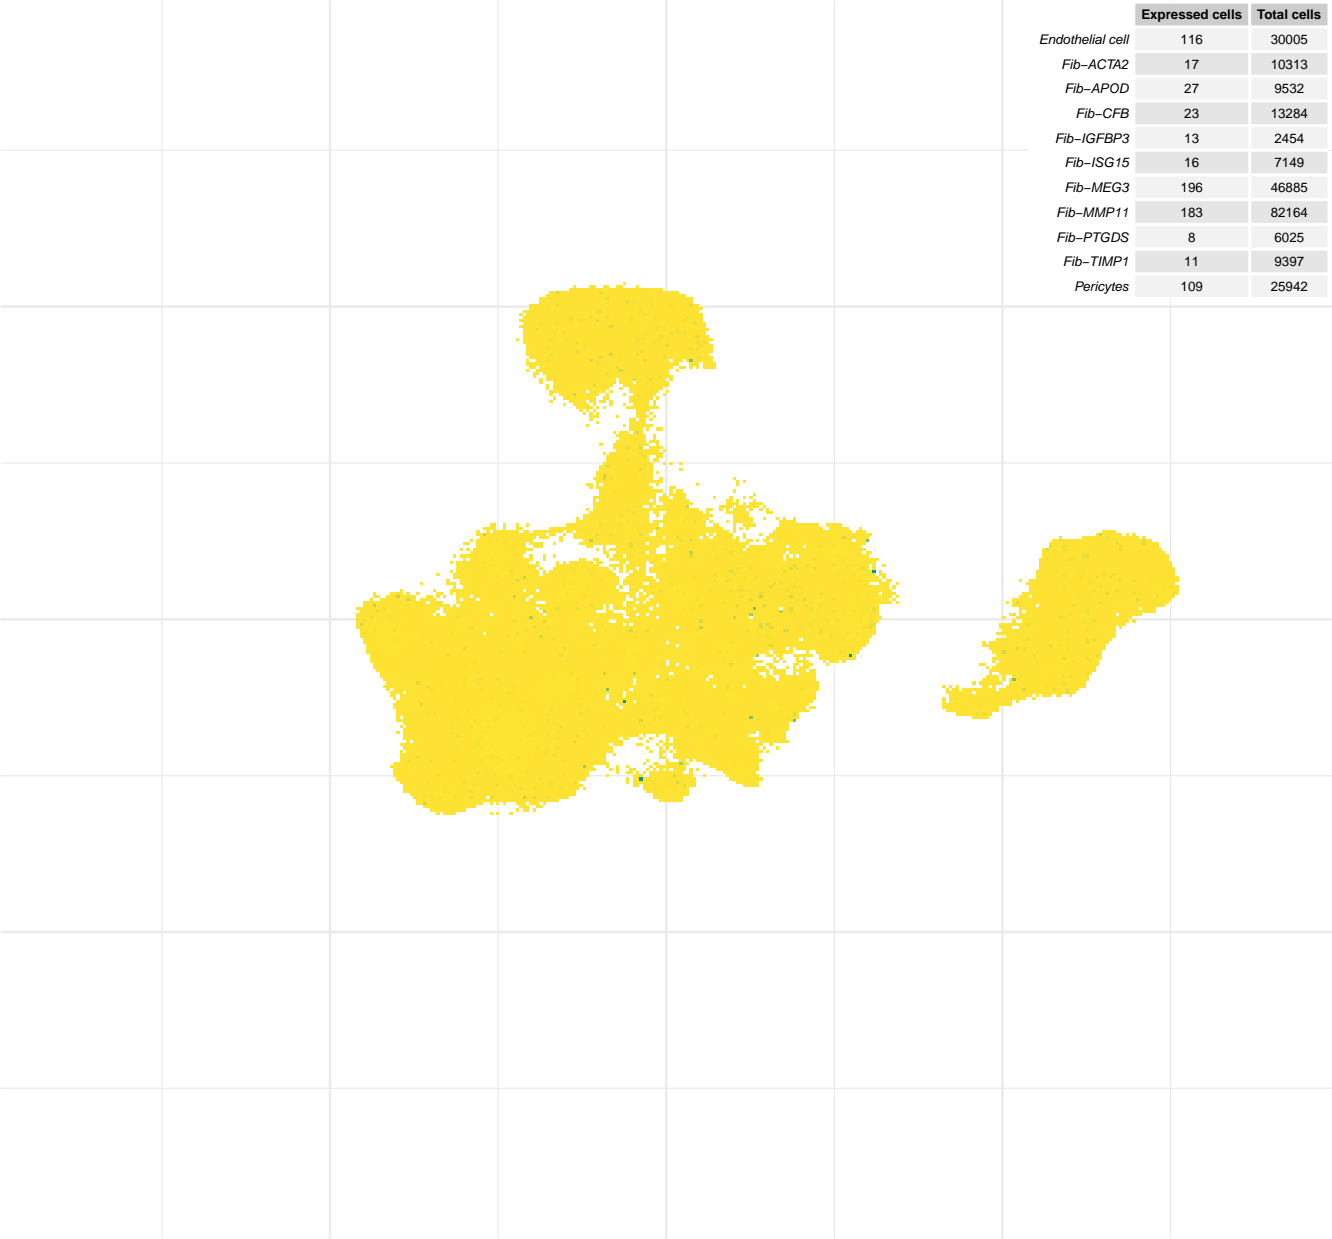 Expressed cells Total cells
Endothelial cell 116 30005
Fib−ACTA2 17 10313
Fib−APOD 27 9532
Fib−CFB 23 13284
Fib−IGFBP3 13 2454
Fib−ISG15 16 7149
Fib−MEG3 196 46885
Fib−MMP11 183 82164
Fib−PTGDS 8 6025
Fib−TIMP1 11 9397
Pericytes 109 25942